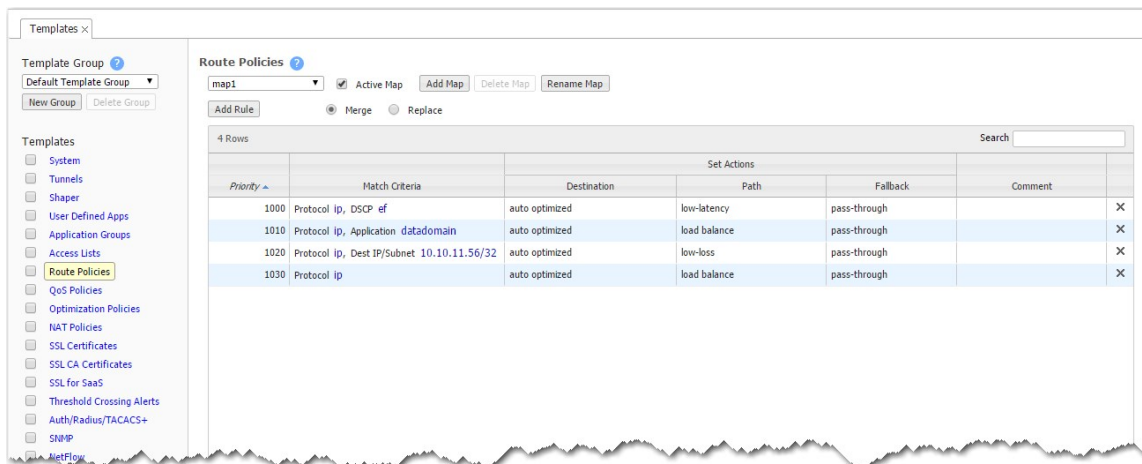 Templates ×
Template Group ?
Default Template Group
New Group Delete Group
Templates
System
Tunnels
Shaper
User Defined Apps
Application Groups
Access Lists
Route Policies
QoS Policies
Optimization Policies
NAT Policies
SSL Certificates
SSL CA Certificates
SSL for SaaS
Threshold Crossing Alerts
Auth/Radius/TACACS+
SNMP
NetFlow
Route Policies ?
map1 Active Map Add Map Delete Map Rename Map
Add Rule Merge Replace
4 Rows Search
Set Actions
Priority Match Criteria Destination Path Fallback Comment
1000 Protocol ip, DSCP ef auto optimized low-latency pass-through ×
1010 Protocol ip, Application datadomain auto optimized load balance pass-through ×
1020 Protocol ip, Dest IP/Subnet 10.10.11.56/32 auto optimized low-loss pass-through ×
1030 Protocol ip auto optimized load balance pass-through ×